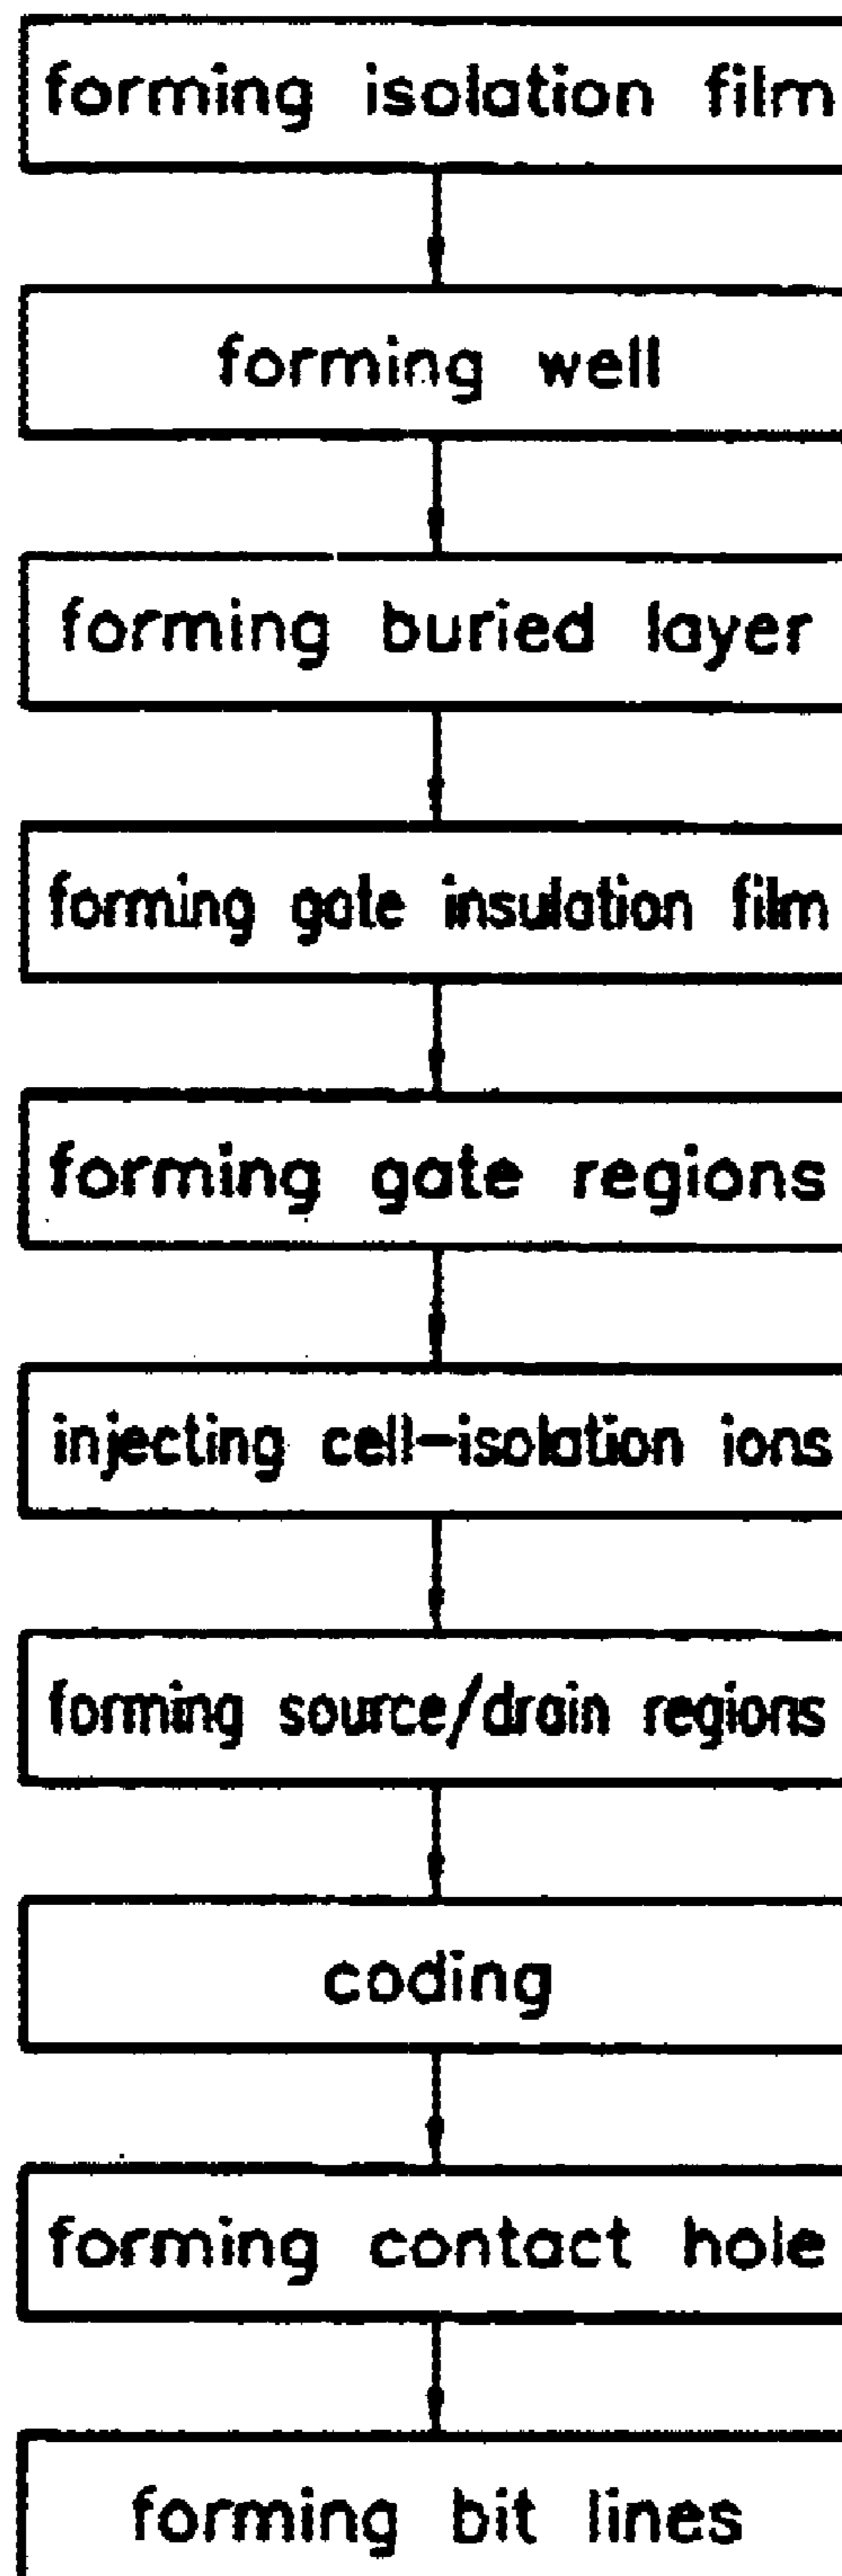 forming isolation film
forming well
forming buried layer
forming gate insulation film
forming gate regions
injecting cell-isolation ions
forming source/drain regions
coding
forming contact hole
forming bit lines